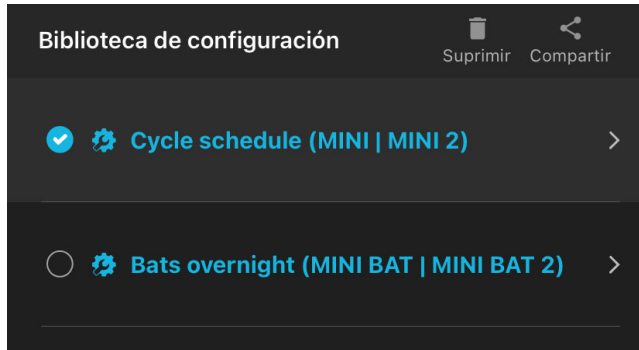 Biblioteca de configuración
Suprimir
Compartir
Cycle schedule (MINI | MINI 2)
Bats overnight (MINI BAT | MINI BAT 2)